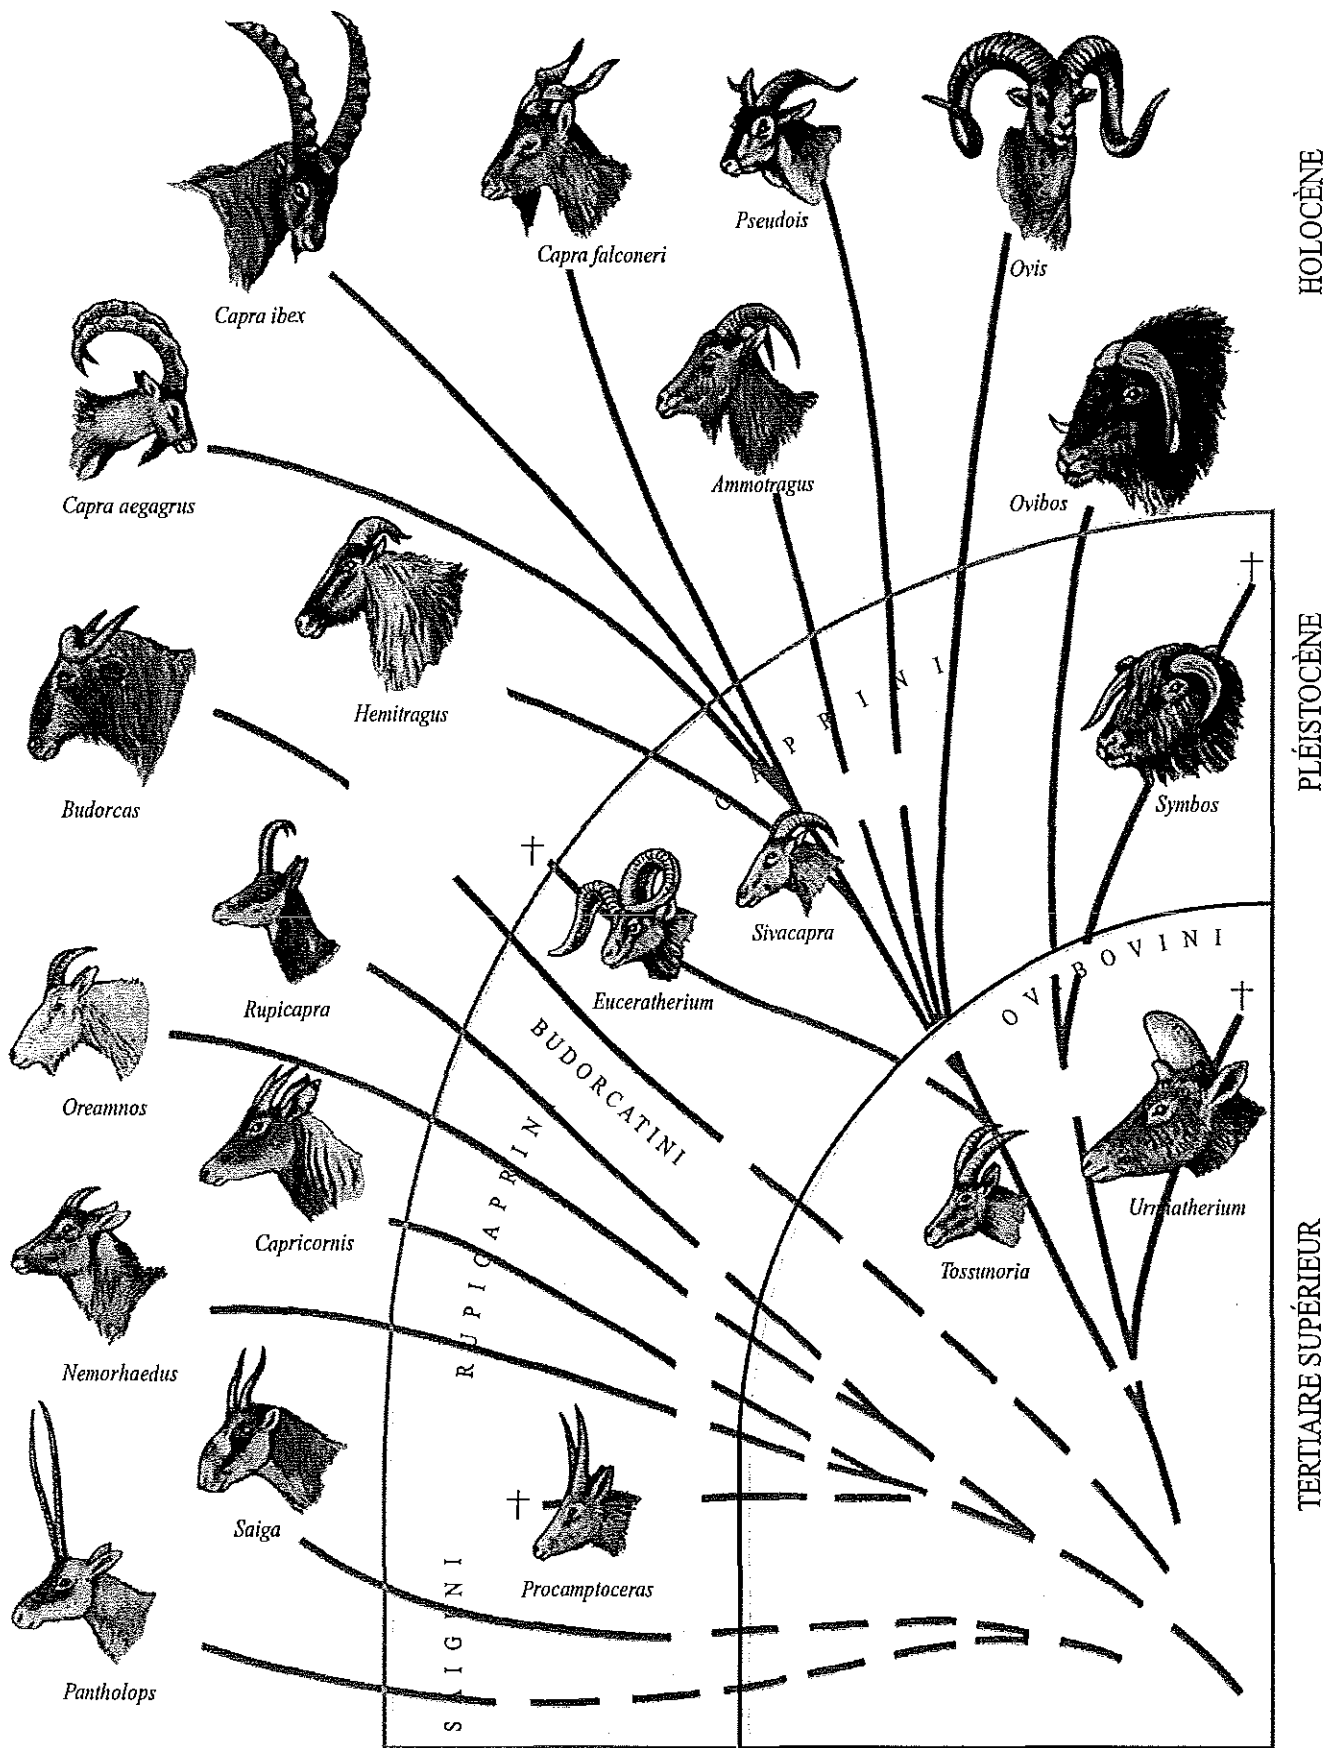 Capra ibex
Capra falconeri
Pseudois
Ovis
HOLOCÈNE
Capra aegagrus
Ammotragus
Ovibos
Budorcas
Hemitragus
CAPRINI
Symbos
PLÉISTOCÈNE
Rupicapra
Euceratherium
Sivacapra
OVIBOVINI
Oreamnos
BUDORCATINI
Capricornis
RUPICAPRIN
Tossunoria
Urmiatherium
Nemorhaedus
TERTIAIRE SUPÉRIEUR
Saiga
Procamptoceras
Pantholops
SAIGINI